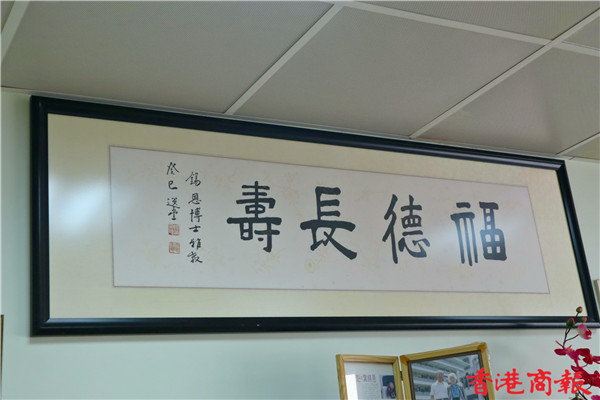 福德長壽
錫恩博士雅教
癸巳 選堂
香港商報